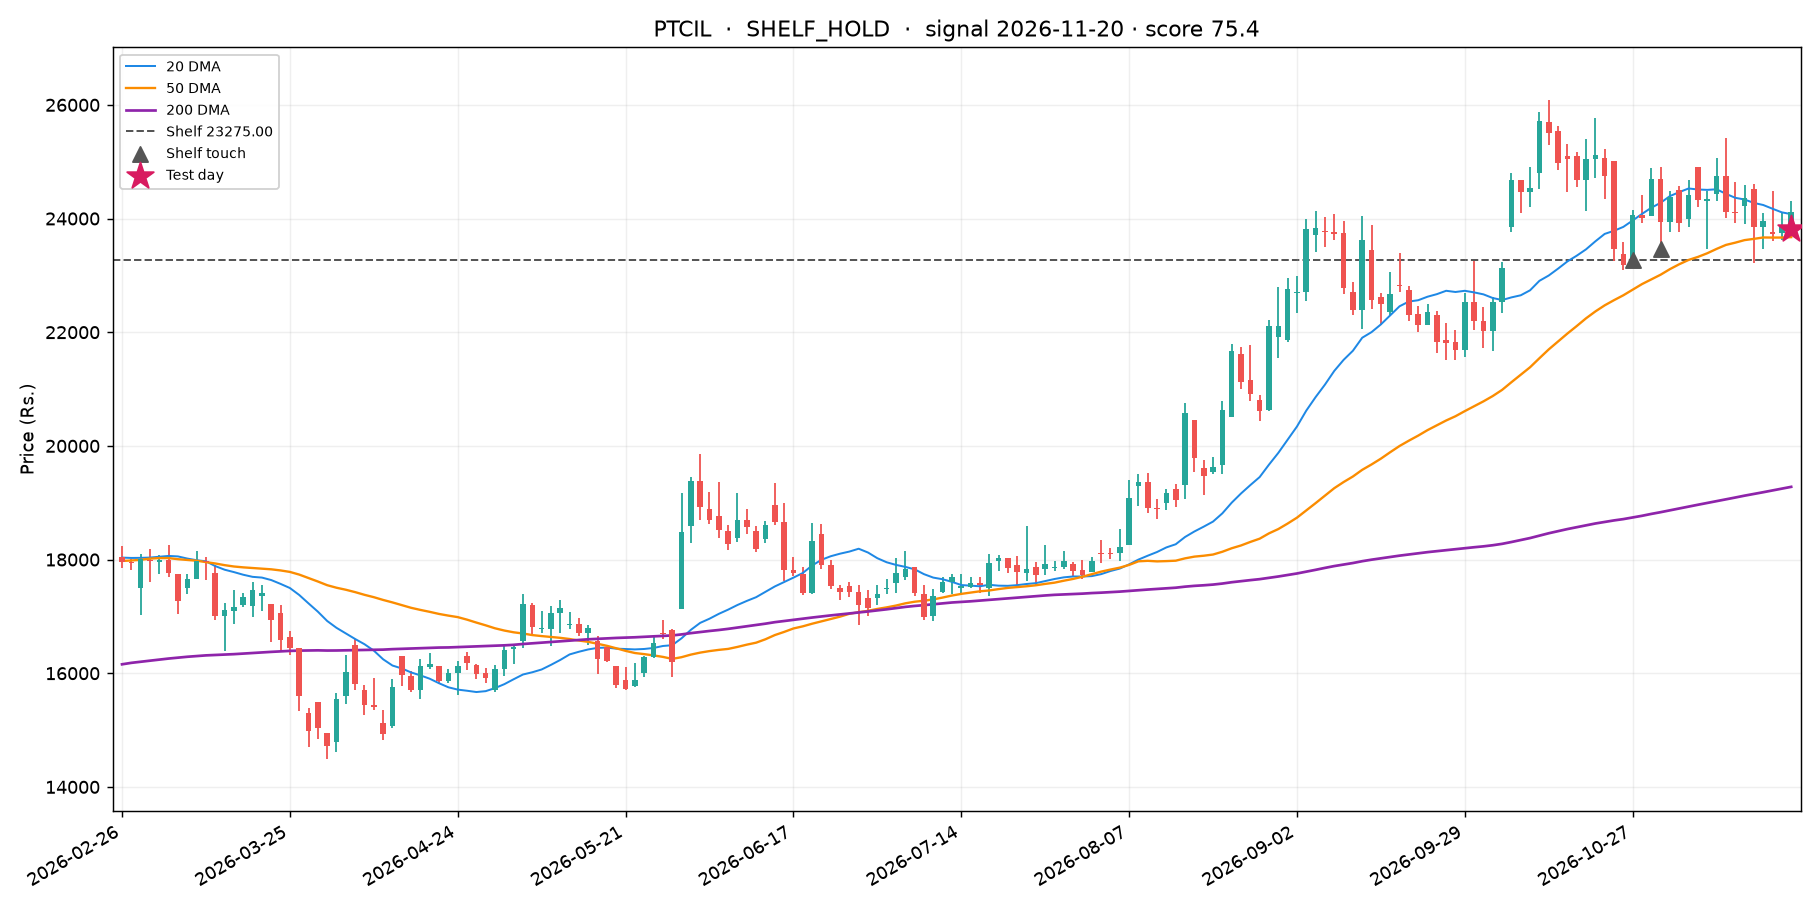 PTCIL · SHELF_HOLD · signal 2026-11-20 · score 75.4
20 DMA
50 DMA
200 DMA
Shelf 23275.00
Shelf touch
Test day
Price (Rs.)
26000
24000
22000
20000
18000
16000
14000
2026-02-26
2026-03-25
2026-04-24
2026-05-21
2026-06-17
2026-07-14
2026-08-07
2026-09-02
2026-09-29
2026-10-27